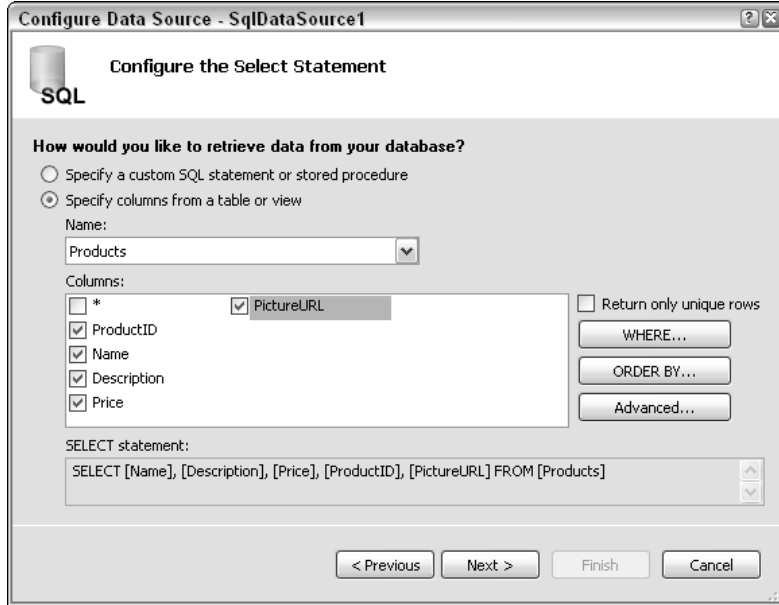 Configure Data Source - SqlDataSource1
Configure the Select Statement
SQL
How would you like to retrieve data from your database?
Specify a custom SQL statement or stored procedure
Specify columns from a table or view
Name:
Products
Columns:
*
PictureURL
Return only unique rows
ProductID
WHERE...
Name
Description
ORDER BY...
Price
Advanced...
SELECT statement:
SELECT [Name], [Description], [Price], [ProductID], [PictureURL] FROM [Products]
< Previous
Next >
Finish
Cancel